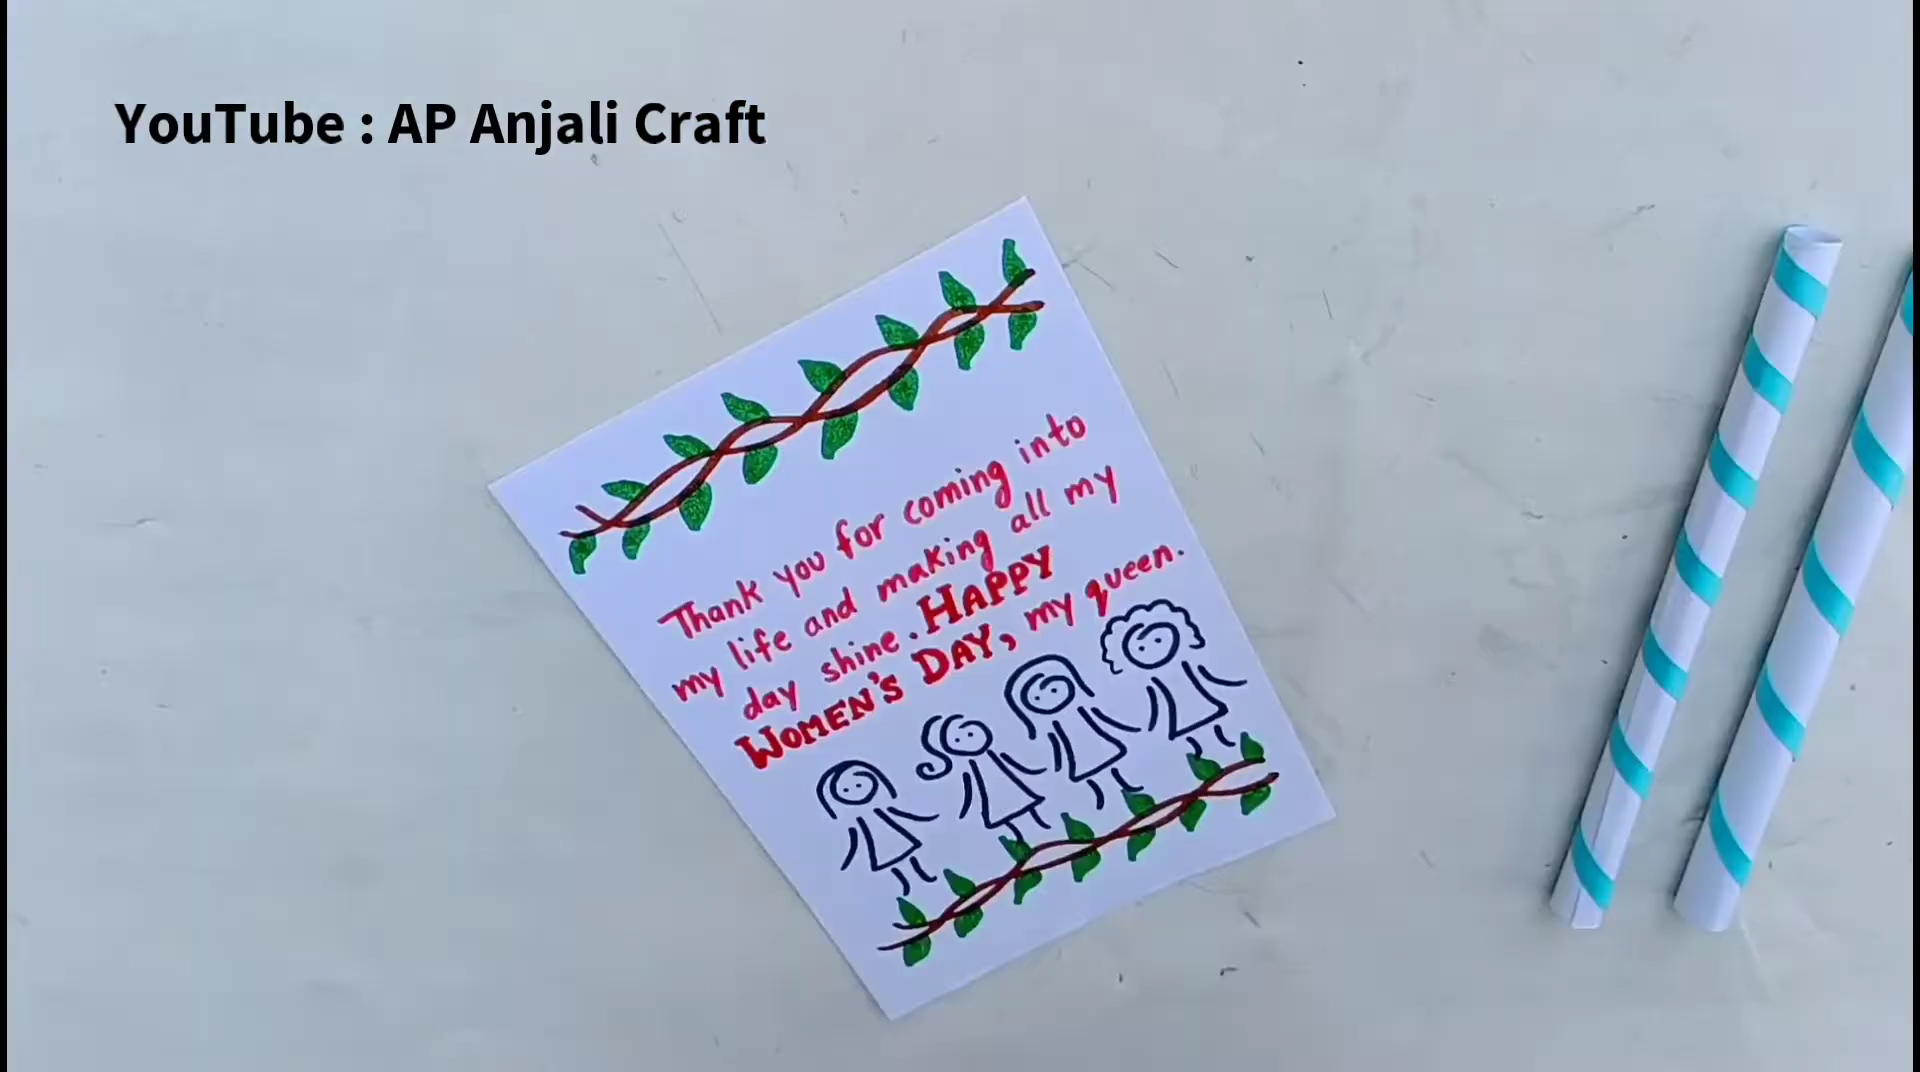 YouTube : AP Anjali Craft
Thank you for coming into
my life and making all my
day shine. HAPPY
WOMEN'S DAY, my queen.